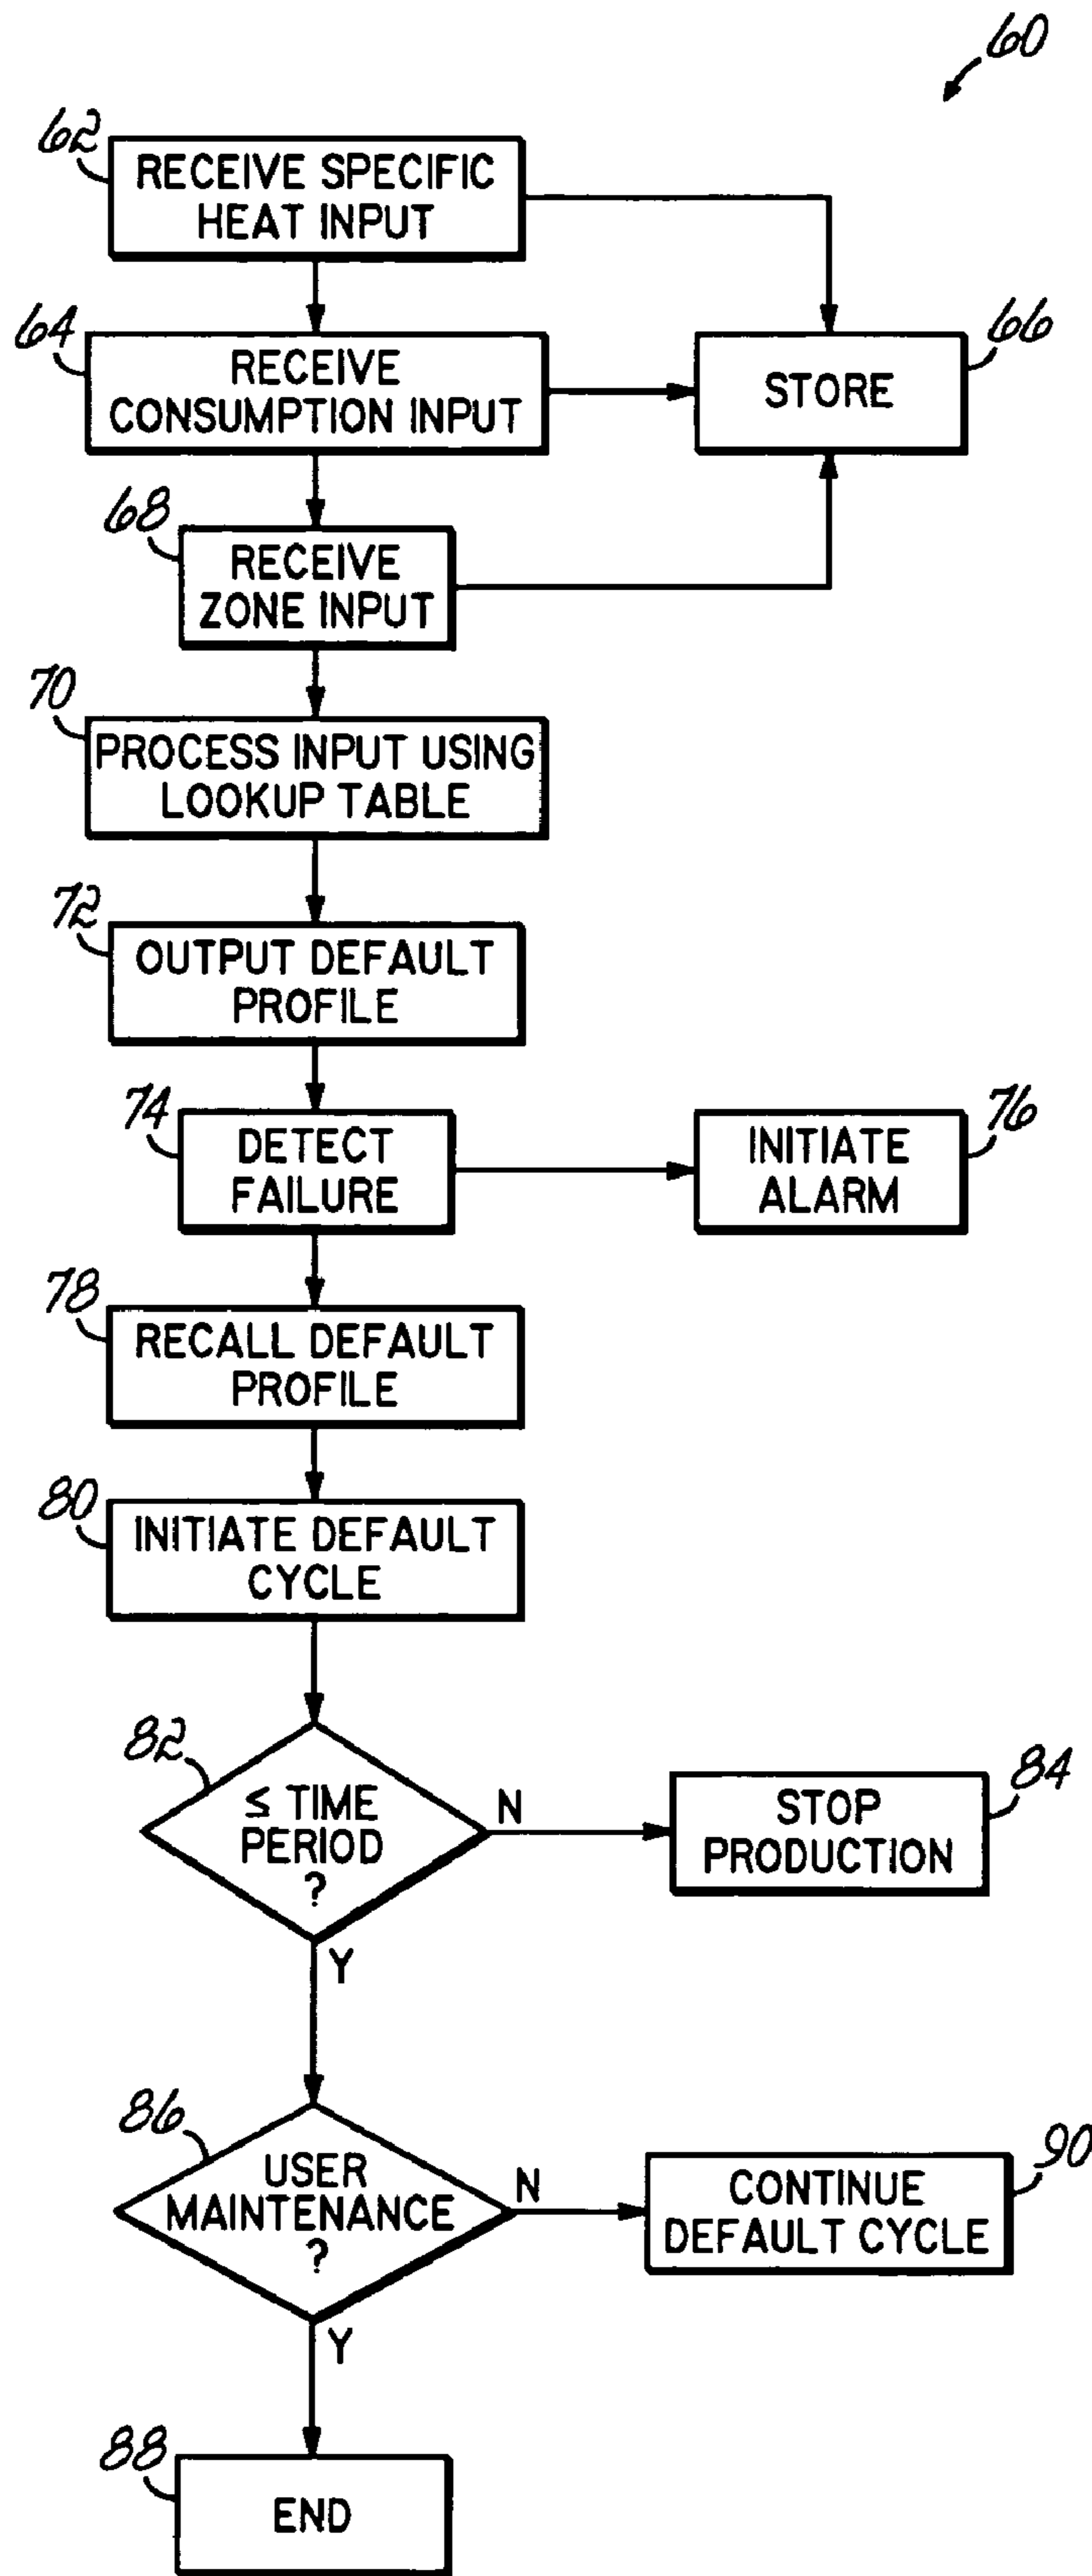 60
62
RECEIVE SPECIFIC
HEAT INPUT
64
RECEIVE
CONSUMPTION INPUT
66
STORE
68
RECEIVE
ZONE INPUT
70
PROCESS INPUT USING
LOOKUP TABLE
72
OUTPUT DEFAULT
PROFILE
74
DETECT
FAILURE
76
INITIATE
ALARM
78
RECALL DEFAULT
PROFILE
80
INITIATE DEFAULT
CYCLE
82
≤ TIME
PERIOD
?
N
84
STOP
PRODUCTION
Y
86
USER
MAINTENANCE
?
N
90
CONTINUE
DEFAULT CYCLE
Y
88
END